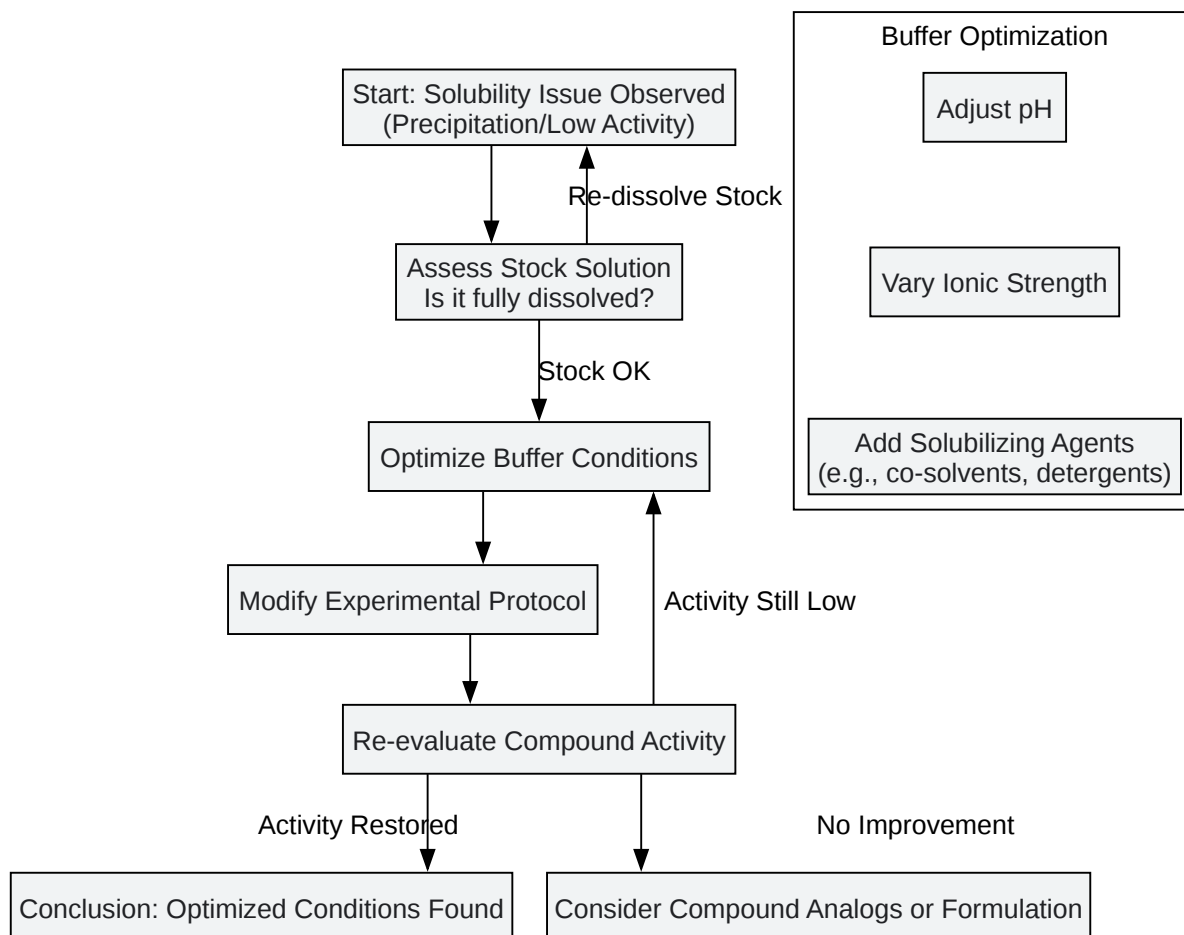 Buffer Optimization
Start: Solubility Issue Observed
(Precipitation/Low Activity)
Adjust pH
Re-dissolve Stock
Assess Stock Solution
Is it fully dissolved?
Vary Ionic Strength
Stock OK
Optimize Buffer Conditions
Add Solubilizing Agents
(e.g., co-solvents, detergents)
Modify Experimental Protocol
Activity Still Low
Re-evaluate Compound Activity
Activity Restored
No Improvement
Conclusion: Optimized Conditions Found
Consider Compound Analogs or Formulation